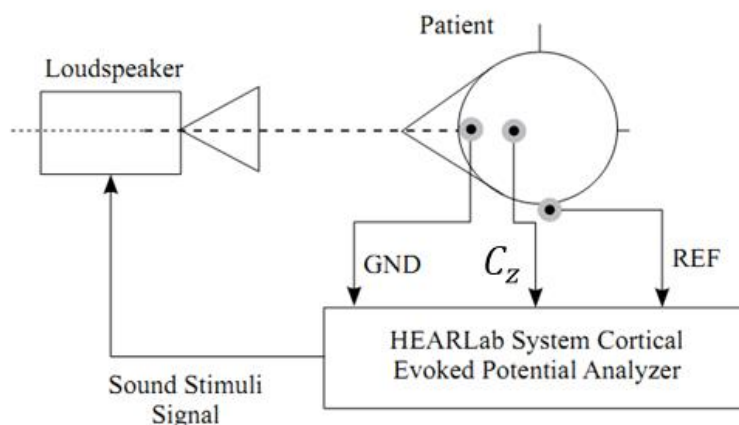 Patient
Loudspeaker
GND
C_z
REF
HEARLab System Cortical
Evoked Potential Analyzer
Sound Stimuli
Signal